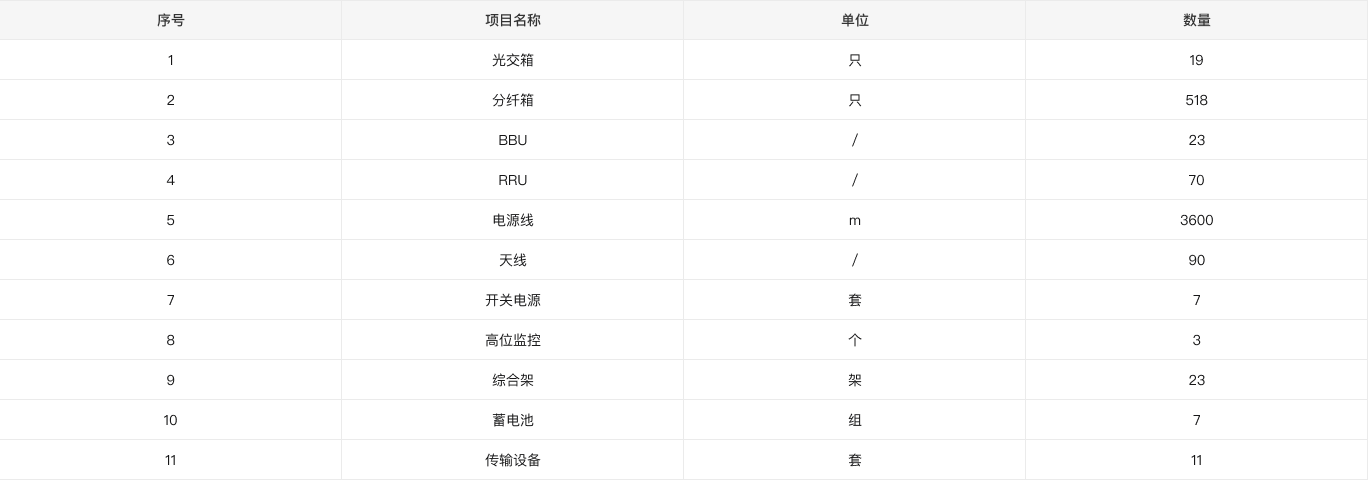 序号 项目名称 单位 数量
1 光交箱 只 19
2 分纤箱 只 518
3 BBU / 23
4 RRU / 70
5 电源线 m 3600
6 天线 / 90
7 开关电源 套 7
8 高位监控 个 3
9 综合架 架 23
10 蓄电池 组 7
11 传输设备 套 11